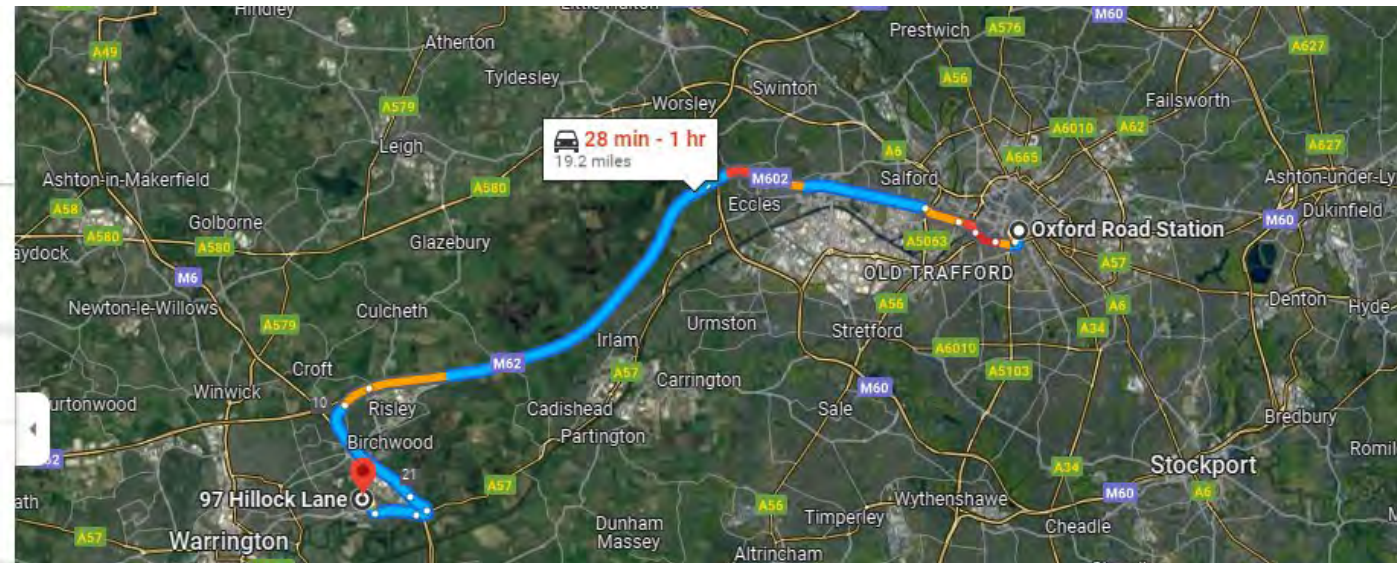 Hindley
M60
Prestwich
A576
A49
Atherton
A627
A56
Tyldesley
Swinton
A579
Worsley
Failsworth
28 min - 1 hr
19.2 miles
A6010
A62
Leigh
A6
A665
A627
Ashton-in-Makerfield
A580
M602
Salford
Ashton-under-Ly
A58
Golborne
Eccles
Dukinfield
A580
A580
Glazebury
A5063
Oxford Road Station
M60
aydock
A57
M6
OLD TRAFFORD
Newton-le-Willows
Culcheth
A56
A6
Denton
Hyde
A579
Urmston
Stretford
A34
Irlam
A6010
M62
Croft
A57
Carrington
A5103
Winwick
M60
urtonwood
10
Risley
Cadishead
Sale
Bredbury
Birchwood
Partington
Romil
62
21
A34
Stockport
97 Hillock Lane
A57
A56
Wythenshawe
M60
A6
ath
Dunham
Massey
Timperley
Cheadle
A57
Warrington
Altrincham